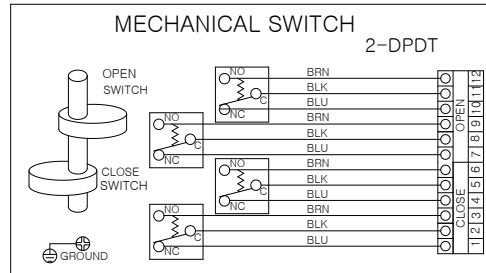 MECHANICAL SWITCH
2-DPDT
OPEN
SWITCH
CLOSE
SWITCH
GROUND
NO
C
NC
NO
C
NC
NO
C
NC
NO
C
NC
BRN
BLK
BLU
BRN
BLK
BLU
BRN
BLK
BLU
BRN
BLK
BLU
OPEN
CLOSE
1 2 3 4 5 6 7 8 9 10 11 12